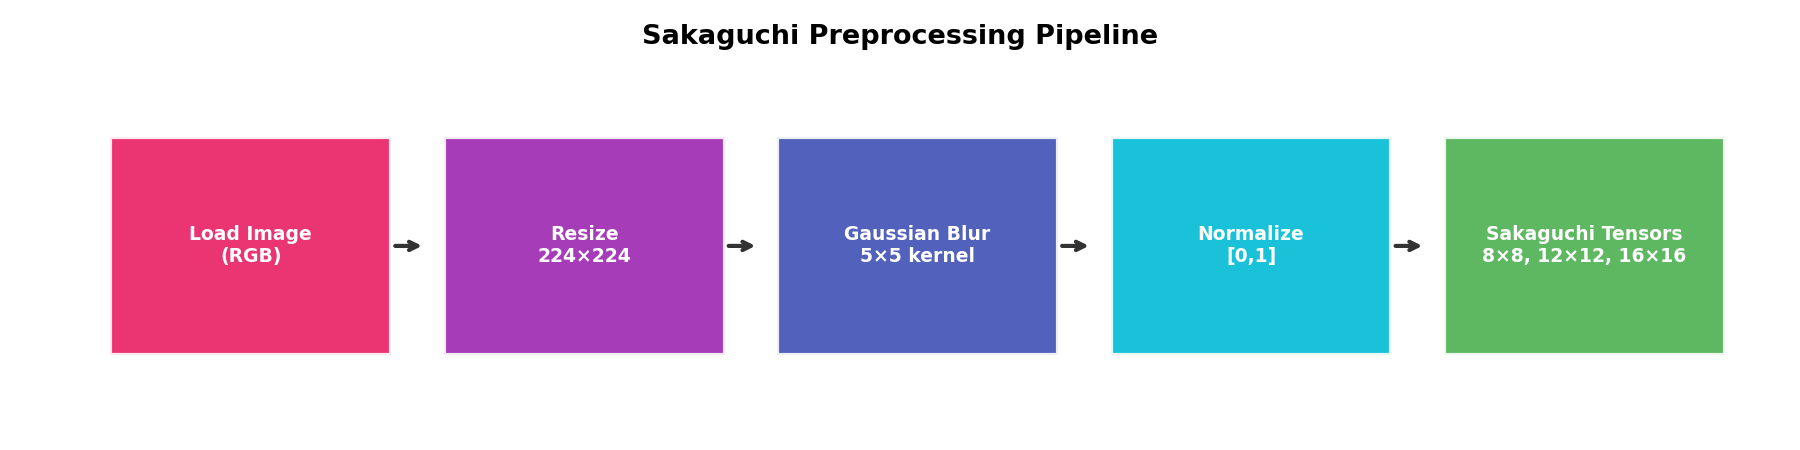 Sakaguchi Preprocessing Pipeline
Load Image
(RGB)
Resize
224×224
Gaussian Blur
5×5 kernel
Normalize
[0,1]
Sakaguchi Tensors
8×8, 12×12, 16×16